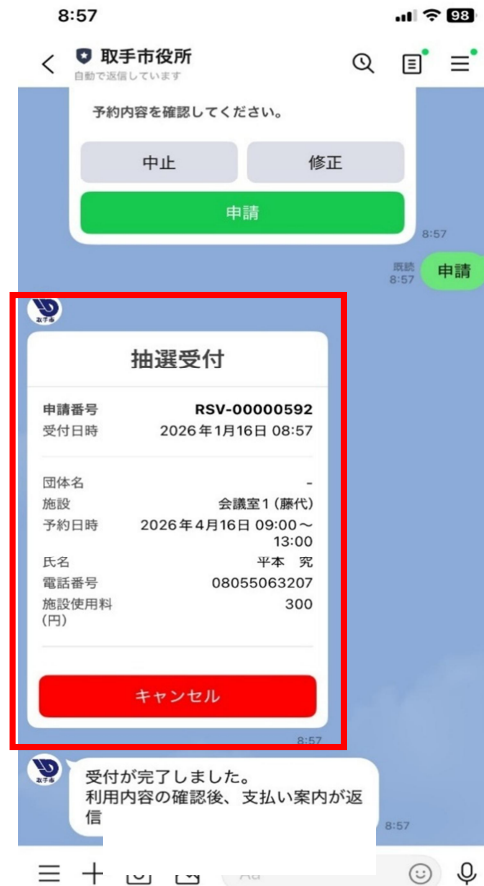 8:57
98
取手市役所
自動で返信しています
予約内容を確認してください。
中止
修正
申請
8:57
既読
8:57
申請
取手市
抽選受付
申請番号 RSV-00000592
受付日時 2026年1月16日 08:57
団体名 -
施設 会議室1(藤代)
予約日時 2026年4月16日 09:00～
13:00
氏名 平本 究
電話番号 08055063207
施設使用料 300
(円)
キャンセル
8:57
取手市
受付が完了しました。
利用内容の確認後、支払い案内が返
信
8:57